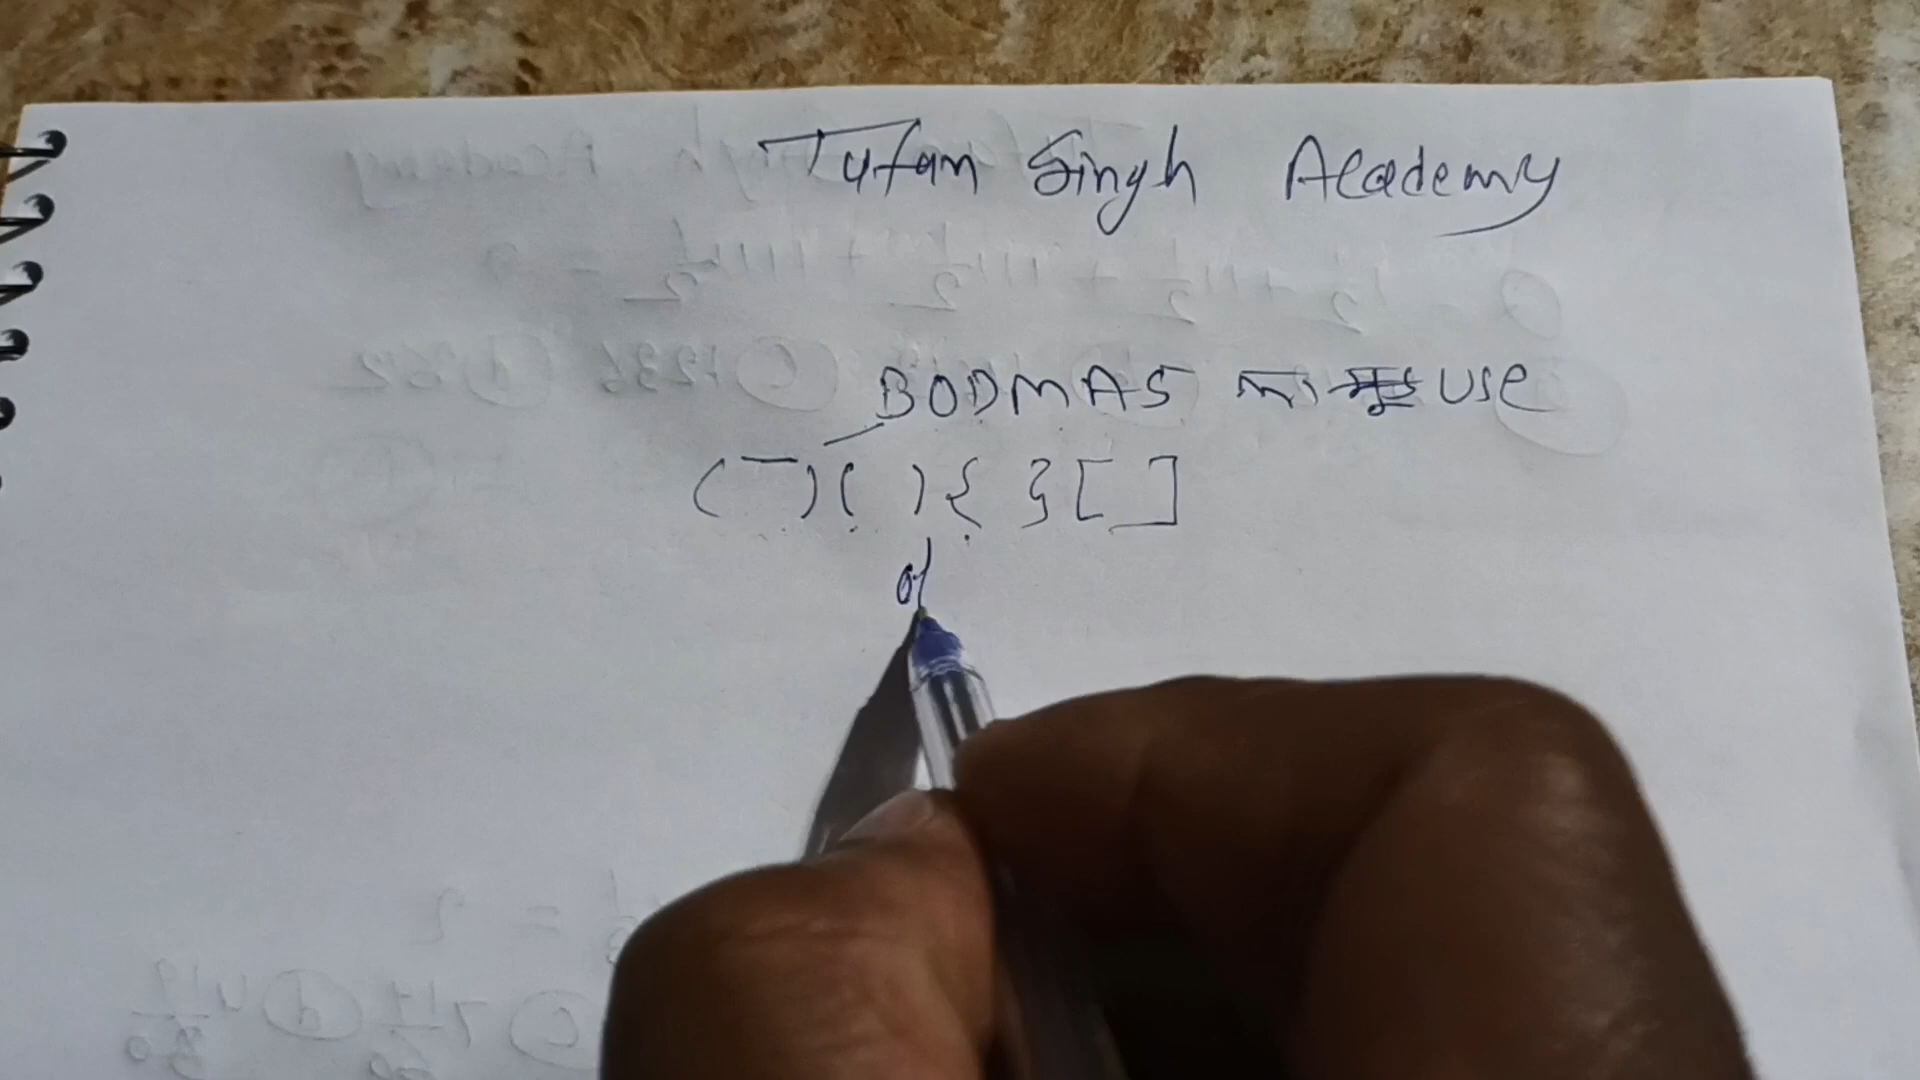 Tufan Singh Academy
BODMAS का use
(‾)( ){ }[ ]
of